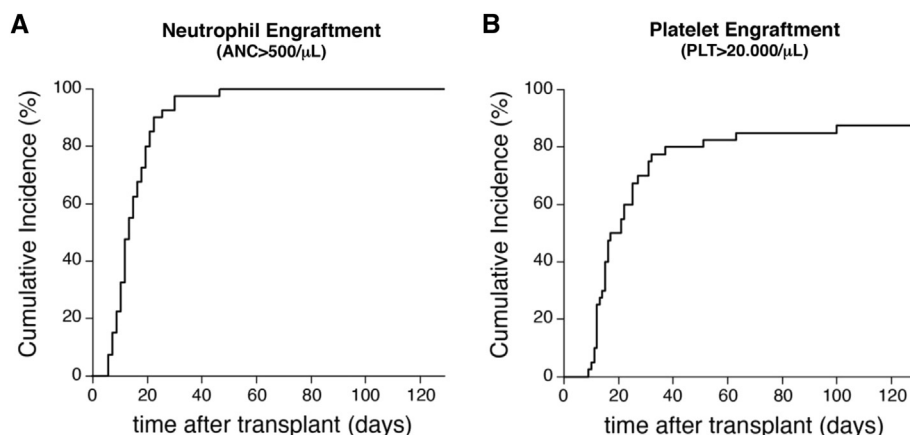 A
Neutrophil Engraftment
(ANC>500/μL)
Cumulative Incidence (%)
100
80
60
40
20
0
0 20 40 60 80 100 120
time after transplant (days)
B
Platelet Engraftment
(PLT>20.000/μL)
Cumulative Incidence (%)
100
80
60
40
20
0
0 20 40 60 80 100 120
time after transplant (days)